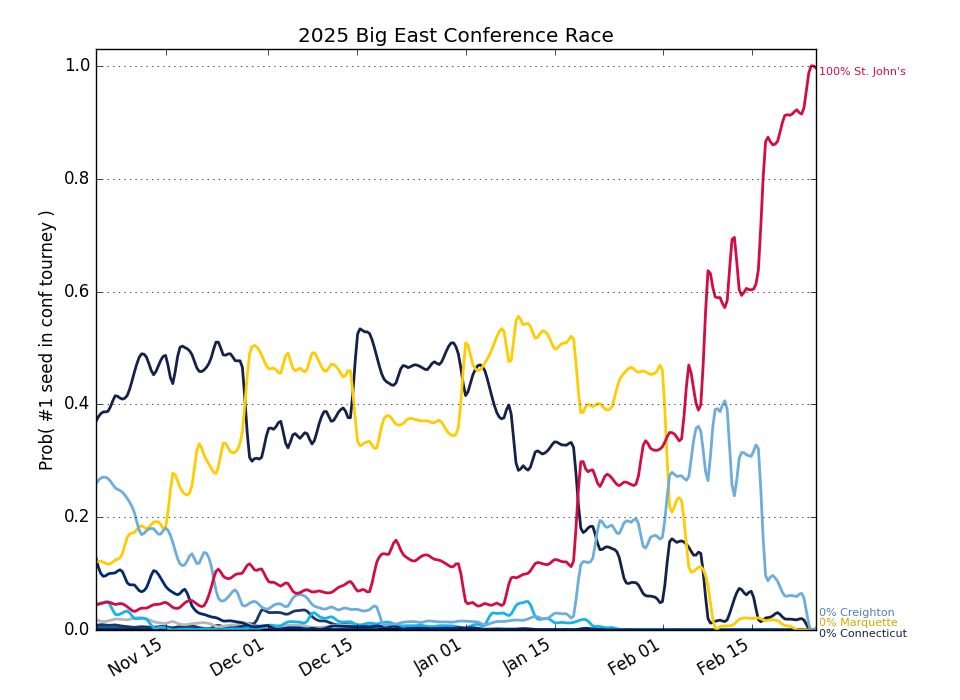 2025 Big East Conference Race
Prob( #1 seed in conf tourney )
1.0
0.8
0.6
0.4
0.2
0.0
Nov 15
Dec 01
Dec 15
Jan 01
Jan 15
Feb 01
Feb 15
100% St. John's
0% Creighton
0% Marquette
0% Connecticut